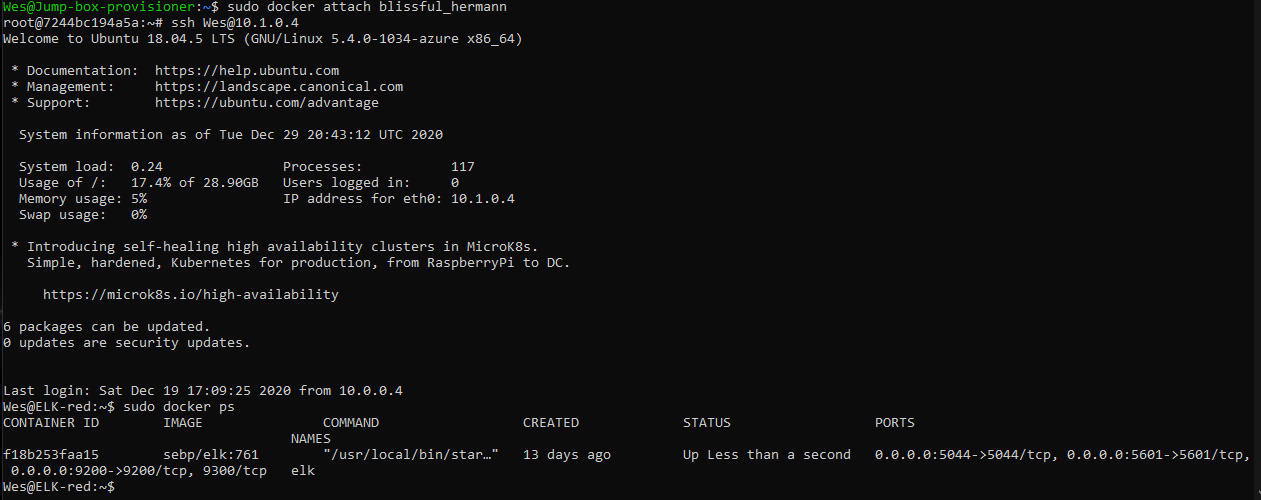 Wes@Jump-box-provisioner:~$ sudo docker attach blissful_hermann
root@7244bc194a5a:~# ssh Wes@10.1.0.4
Welcome to Ubuntu 18.04.5 LTS (GNU/Linux 5.4.0-1034-azure x86_64)

 * Documentation:  https://help.ubuntu.com
 * Management:     https://landscape.canonical.com
 * Support:        https://ubuntu.com/advantage

  System information as of Tue Dec 29 20:43:12 UTC 2020

  System load:  0.24               Processes:           117
  Usage of /:   17.4% of 28.90GB   Users logged in:     0
  Memory usage: 5%                 IP address for eth0: 10.1.0.4
  Swap usage:   0%

 * Introducing self-healing high availability clusters in MicroK8s.
   Simple, hardened, Kubernetes for production, from RaspberryPi to DC.

     https://microk8s.io/high-availability

6 packages can be updated.
0 updates are security updates.


Last login: Sat Dec 19 17:09:25 2020 from 10.0.0.4
Wes@ELK-red:~$ sudo docker ps
CONTAINER ID        IMAGE               COMMAND             CREATED             STATUS                  PORTS
                                    NAMES
f18b253faa15        sebp/elk:761        "/usr/local/bin/star…"   13 days ago         Up Less than a second   0.0.0.0:5044->5044/tcp, 0.0.0.0:5601->5601/tcp,
 0.0.0.0:9200->9200/tcp, 9300/tcp   elk
Wes@ELK-red:~$